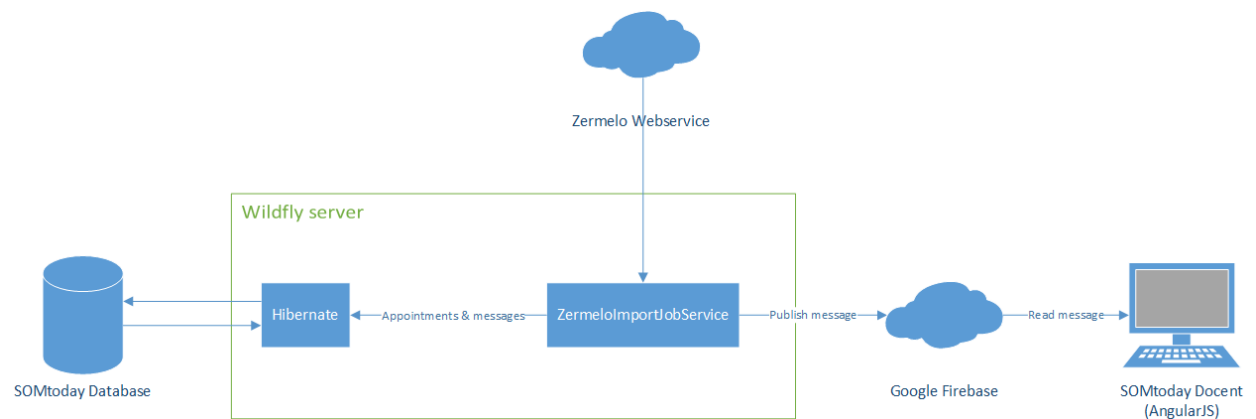 Zermelo Webservice
Wildfly server
Hibernate
Appointments & messages
ZermeloImportJobService
Publish message
Read message
SOMtoday Database
Google Firebase
SOMtoday Docent
(AngularJS)